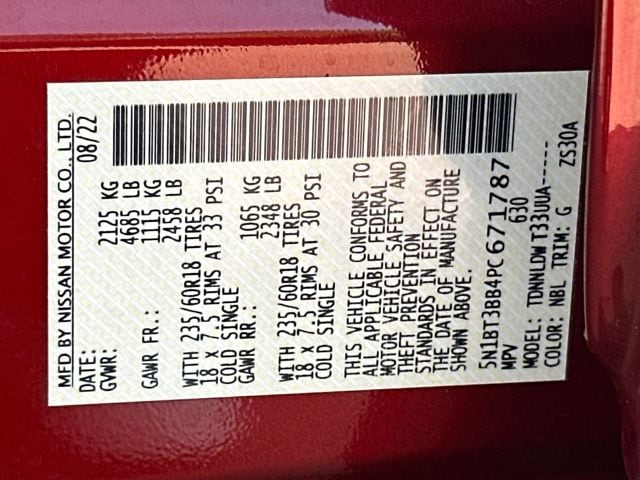 MFD BY NISSAN MOTOR CO., LTD.
DATE: 08/22
GVWR: 2125 KG
4685 LB
GAWR FR.: 1115 KG
2458 LB
WITH 235/60R18 TIRES
18 X 7.5 RIMS AT 33 PSI
COLD SINGLE
GAWR RR.: 1065 KG
2348 LB
WITH 235/60R18 TIRES
18 X 7.5 RIMS AT 30 PSI
COLD SINGLE
THIS VEHICLE CONFORMS TO
ALL APPLICABLE FEDERAL
MOTOR VEHICLE SAFETY AND
THEFT PREVENTION
STANDARDS IN EFFECT ON
THE DATE OF MANUFACTURE
SHOWN ABOVE.
5N1BT3BB4PC671787
MPV 630
MODEL: TDNNLDW T33UUA-----
COLOR: NBL TRIM: G ZS30A